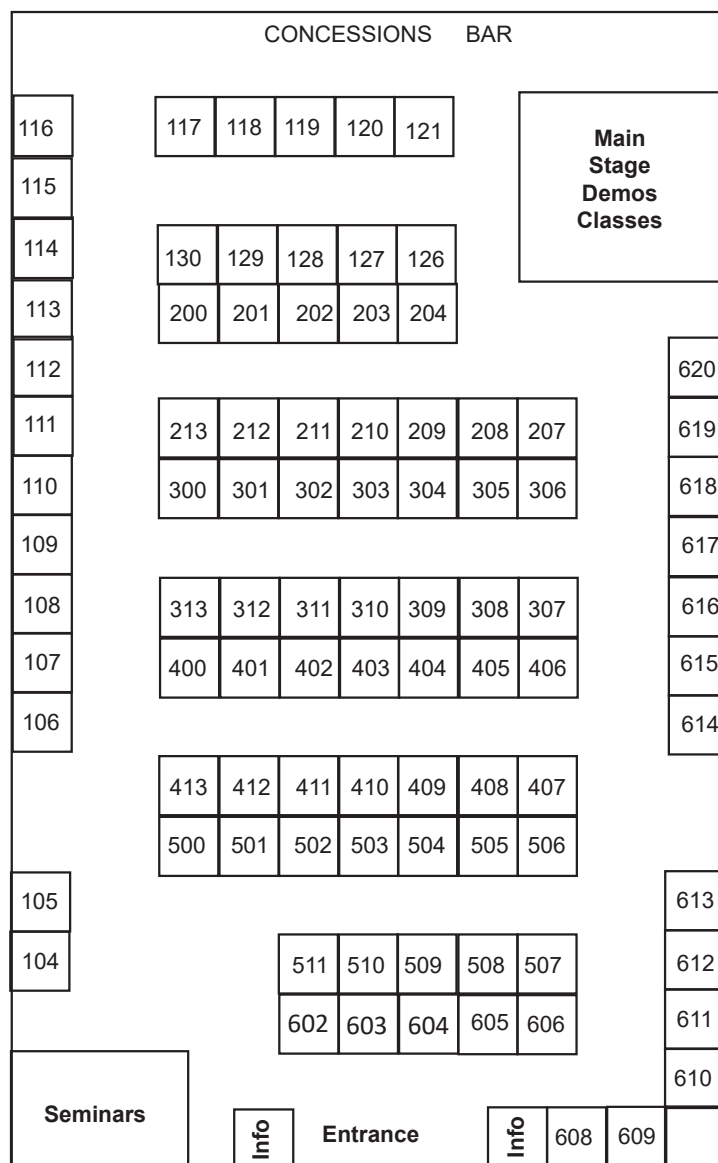 CONCESSIONS BAR
116 117 118 119 120 121
Main
Stage
Demos
Classes
115
114 130 129 128 127 126
113 200 201 202 203 204
112 620
111 213 212 211 210 209 208 207 619
110 300 301 302 303 304 305 306 618
109 617
108 313 312 311 310 309 308 307 616
107 400 401 402 403 404 405 406 615
106 614
413 412 411 410 409 408 407
500 501 502 503 504 505 506
105 613
104 511 510 509 508 507 612
602 603 604 605 606 611
610
Seminars
Info
Entrance
Info
608 609